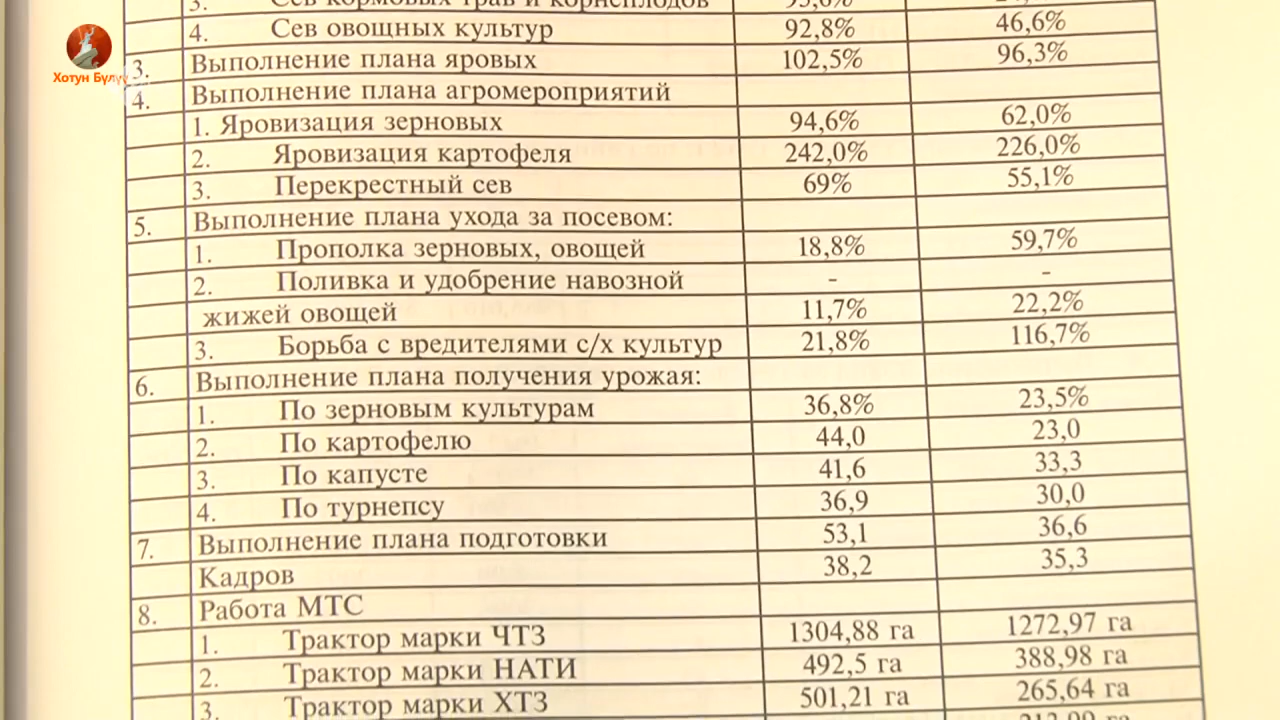 3. Сев кормовых трав и корнеплодов
4. Сев овощных культур 92,8% 46,6%
Хотун Булуу
3. Выполнение плана яровых 102,5% 96,3%
4. Выполнение плана агромероприятий
1. Яровизация зерновых 94,6% 62,0%
2. Яровизация картофеля 242,0% 226,0%
3. Перекрестный сев 69% 55,1%
5. Выполнение плана ухода за посевом:
1. Прополка зерновых, овощей 18,8% 59,7%
2. Поливка и удобрение навозной - -
жижей овощей 11,7% 22,2%
3. Борьба с вредителями с/х культур 21,8% 116,7%
6. Выполнение плана получения урожая:
1. По зерновым культурам 36,8% 23,5%
2. По картофелю 44,0 23,0
3. По капусте 41,6 33,3
4. По турнепсу 36,9 30,0
7. Выполнение плана подготовки 53,1 36,6
Кадров 38,2 35,3
8. Работа МТС
1. Трактор марки ЧТЗ 1304,88 га 1272,97 га
2. Трактор марки НАТИ 492,5 га 388,98 га
3. Трактор марки ХТЗ 501,21 га 265,64 га